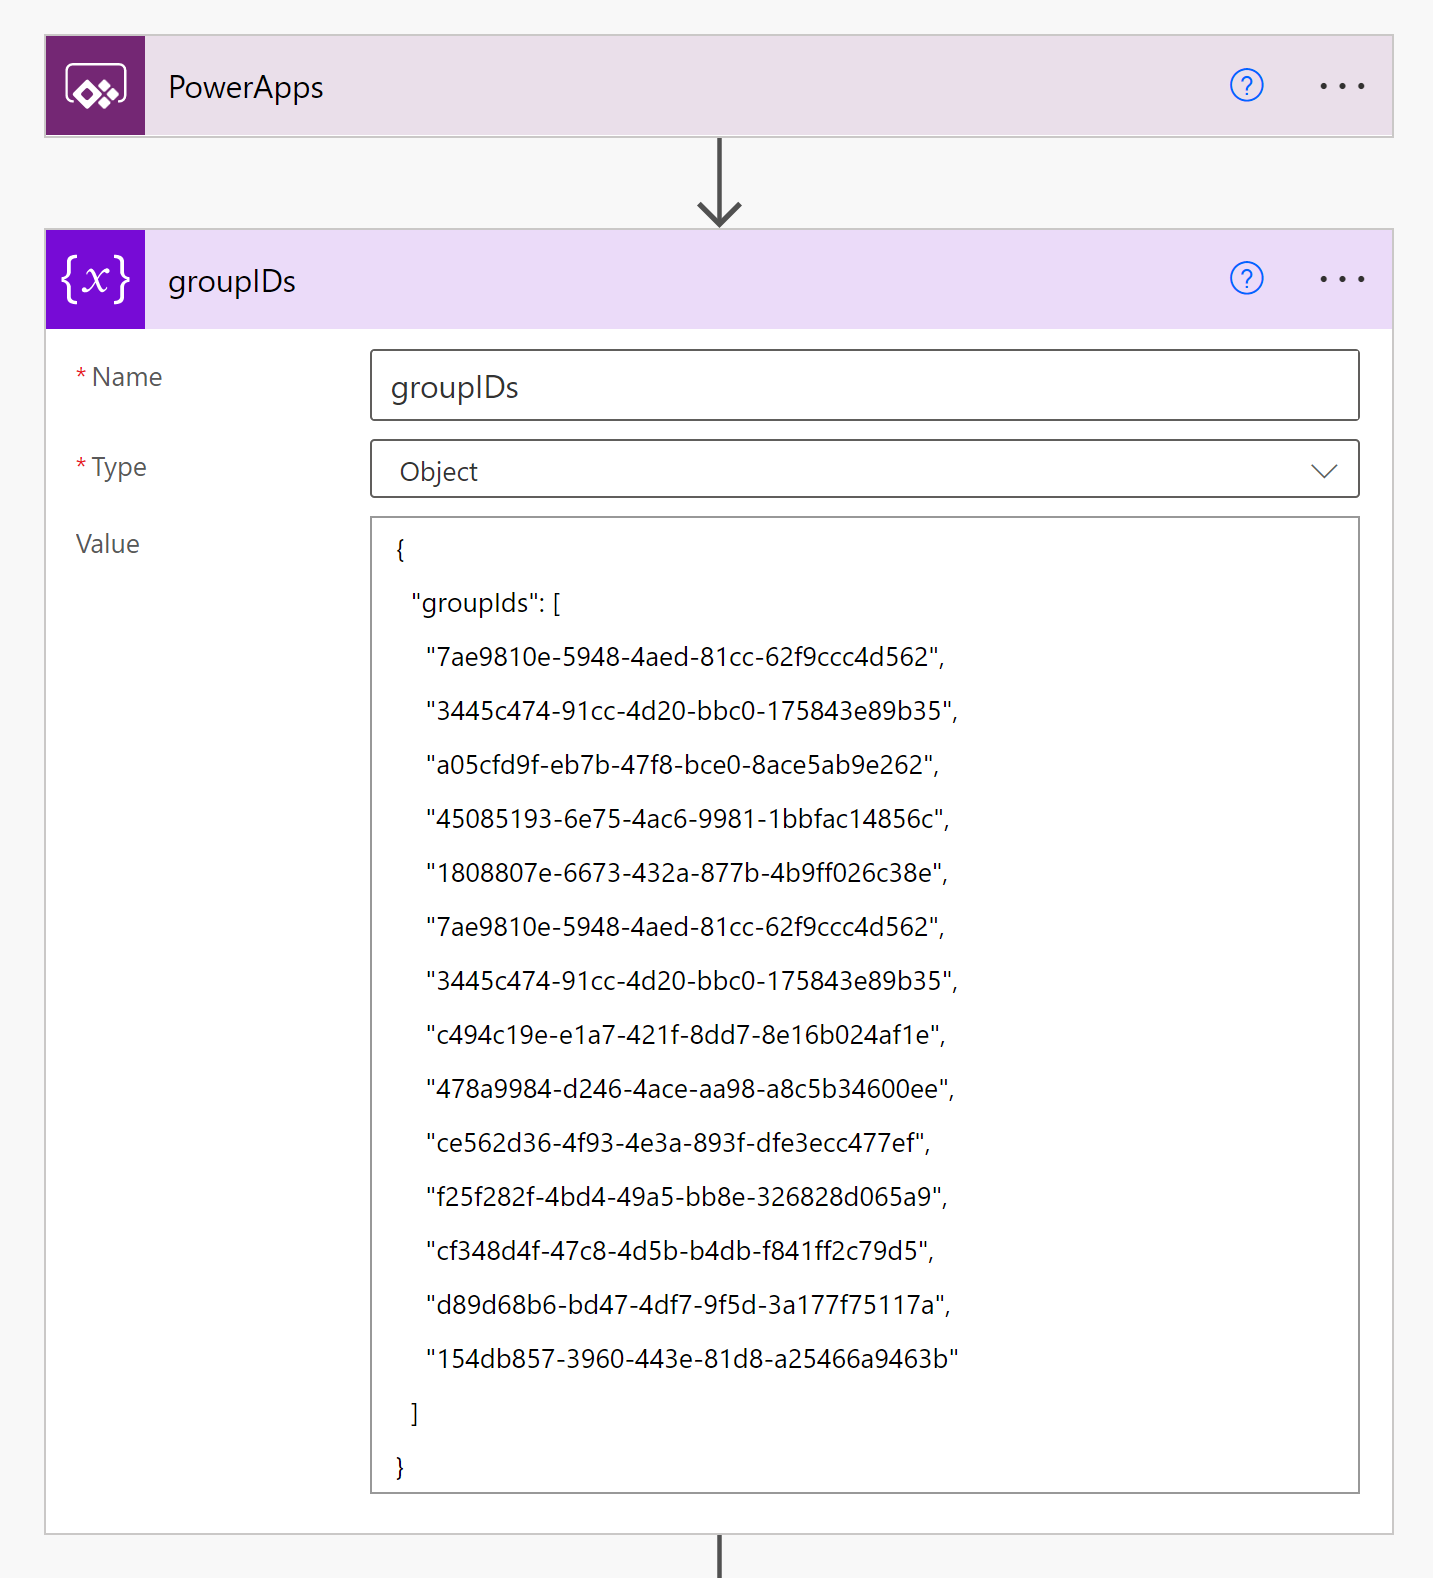 PowerApps
groupIDs
* Name
groupIDs
* Type
Object
Value
{
"groupIds": [
"7ae9810e-5948-4aed-81cc-62f9ccc4d562",
"3445c474-91cc-4d20-bbc0-175843e89b35",
"a05cfd9f-eb7b-47f8-bce0-8ace5ab9e262",
"45085193-6e75-4ac6-9981-1bbfac14856c",
"1808807e-6673-432a-877b-4b9ff026c38e",
"7ae9810e-5948-4aed-81cc-62f9ccc4d562",
"3445c474-91cc-4d20-bbc0-175843e89b35",
"c494c19e-e1a7-421f-8dd7-8e16b024af1e",
"478a9984-d246-4ace-aa98-a8c5b34600ee",
"ce562d36-4f93-4e3a-893f-dfe3ecc477ef",
"f25f282f-4bd4-49a5-bb8e-326828d065a9",
"cf348d4f-47c8-4d5b-b4db-f841ff2c79d5",
"d89d68b6-bd47-4df7-9f5d-3a177f75117a",
"154db857-3960-443e-81d8-a25466a9463b"
]
}